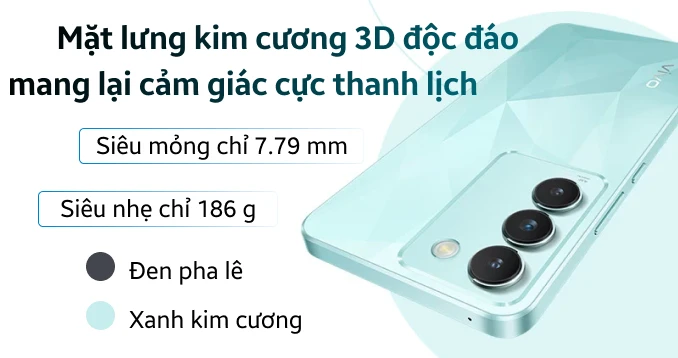 Mặt lưng kim cương 3D độc đáo
mang lại cảm giác cực thanh lịch
Siêu mỏng chỉ 7.79 mm
Siêu nhẹ chỉ 186 g
Đen pha lê
Xanh kim cương
vivo